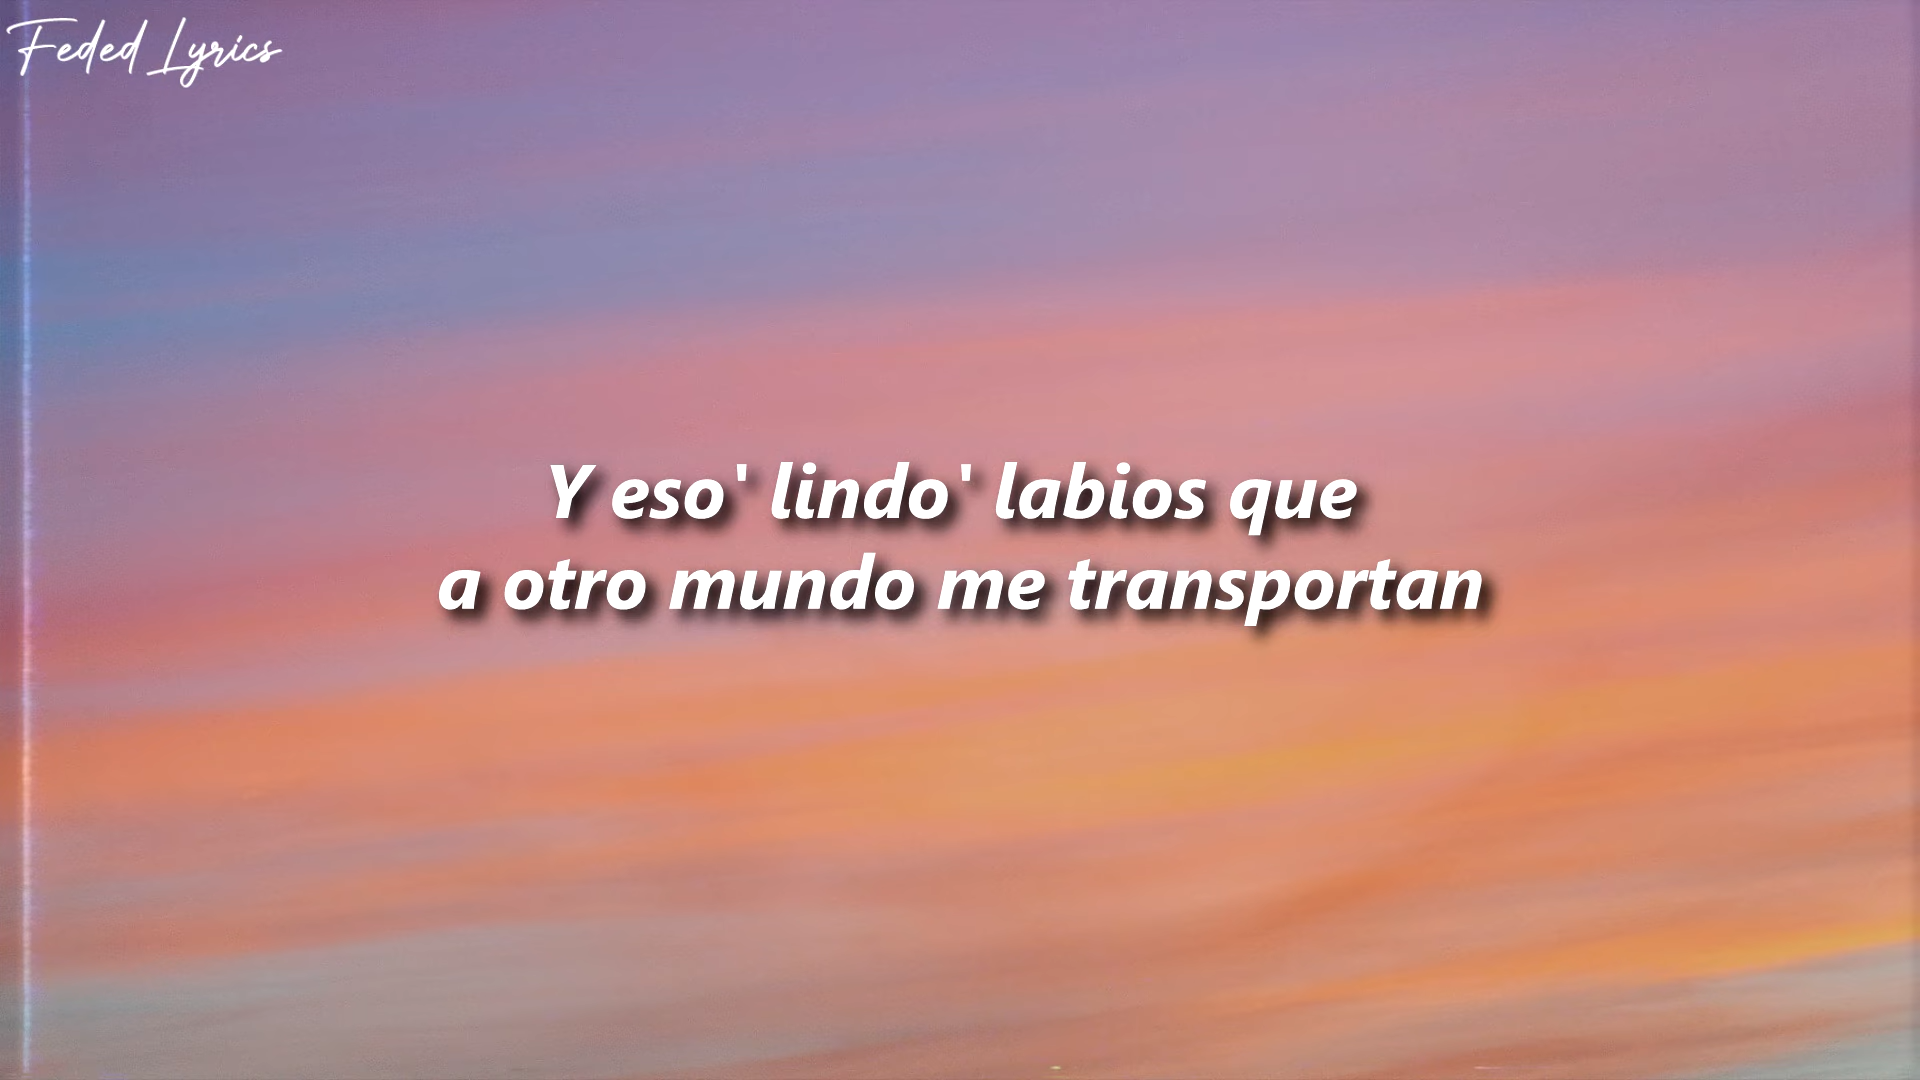 Feded Lyrics
Y eso' lindo' labios que
a otro mundo me transportan